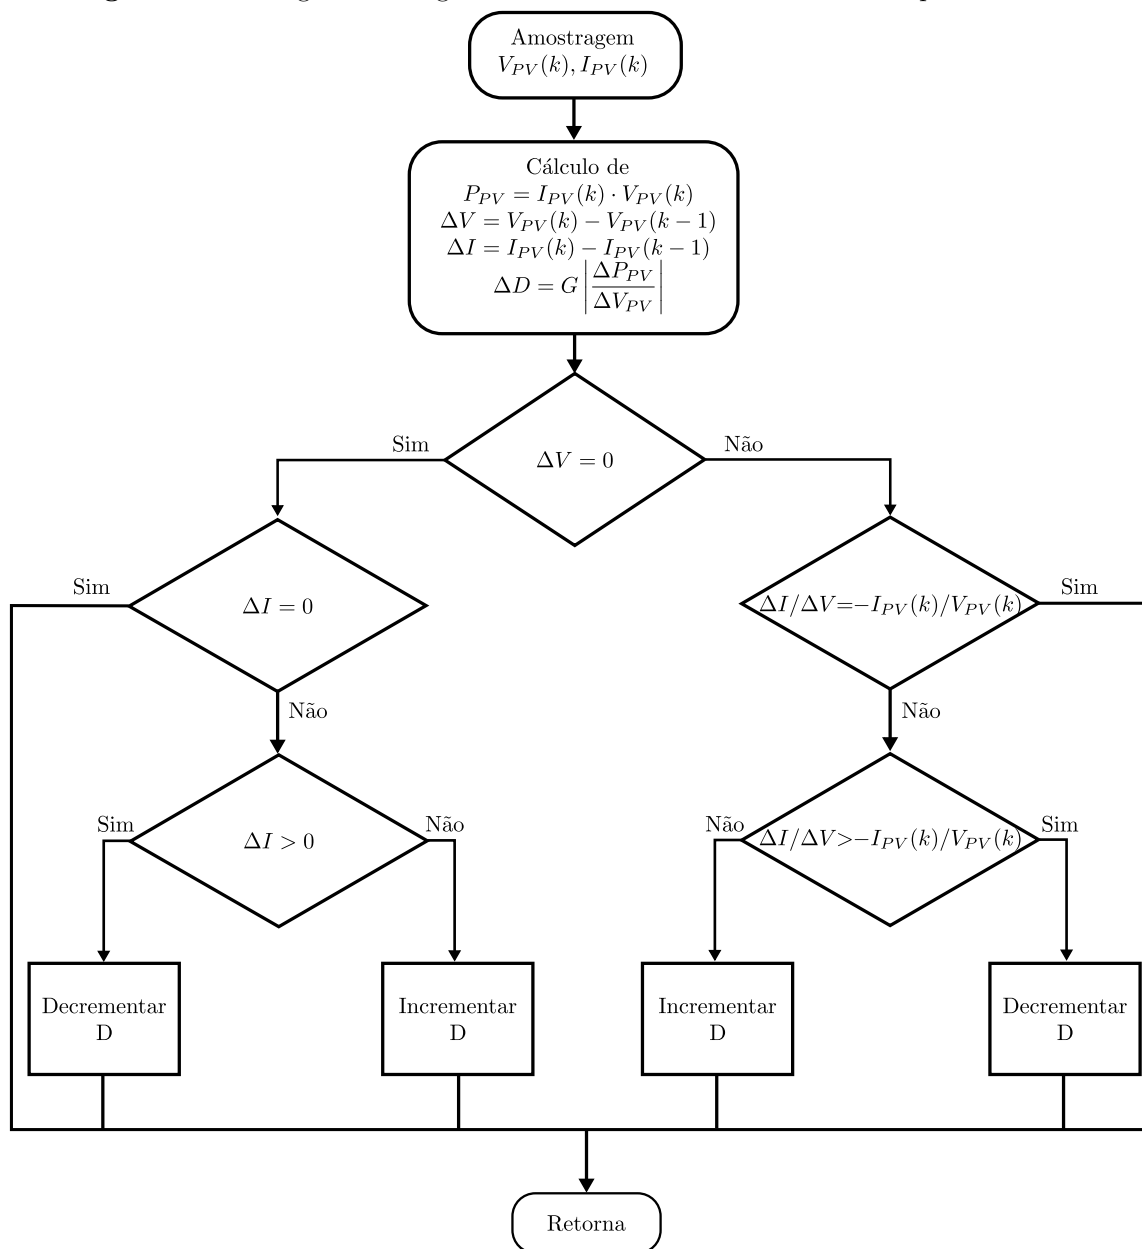 Amostragem
V_{PV}(k), I_{PV}(k)
Cálculo de
P_{PV} = I_{PV}(k) · V_{PV}(k)
ΔV = V_{PV}(k) − V_{PV}(k − 1)
ΔI = I_{PV}(k) − I_{PV}(k − 1)
ΔD = G |ΔP_{PV} / ΔV_{PV}|
Sim
Não
ΔV = 0
Sim
ΔI = 0
ΔI/ΔV=−I_{PV}(k)/V_{PV}(k)
Sim
Não
Não
Sim
ΔI > 0
Não
Não
ΔI/ΔV>−I_{PV}(k)/V_{PV}(k)
Sim
Decrementar
D
Incrementar
D
Incrementar
D
Decrementar
D
Retorna